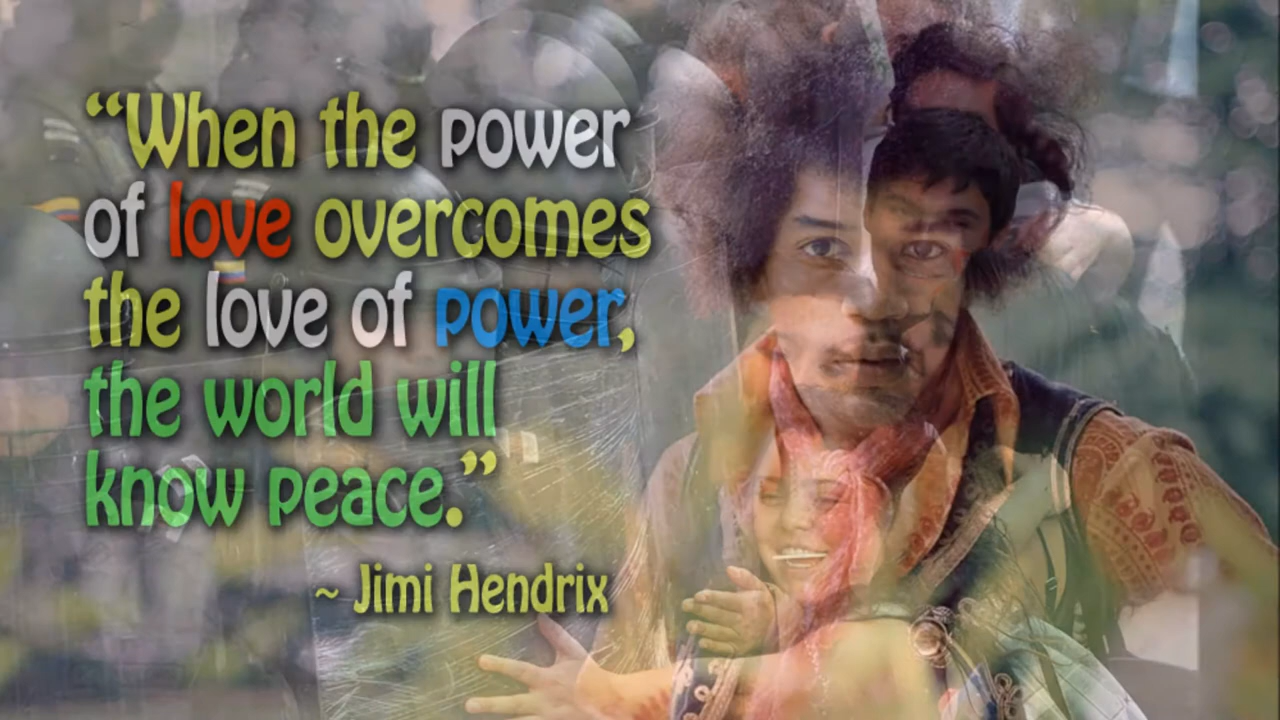 “When the power
of love overcomes
the love of power,
the world will
know peace.”
~ Jimi Hendrix